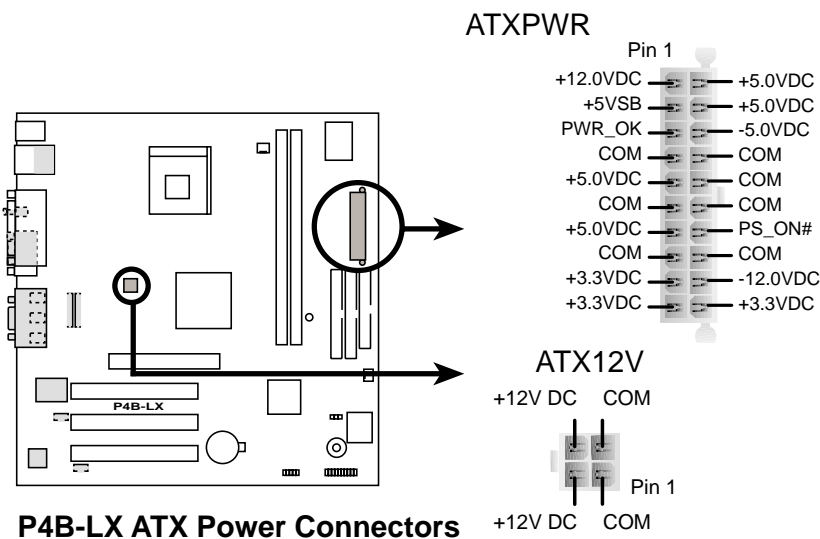 ATXPWR
Pin 1
+12.0VDC +5.0VDC
+5VSB +5.0VDC
PWR_OK -5.0VDC
COM COM
+5.0VDC COM
COM COM
+5.0VDC PS_ON#
COM COM
+3.3VDC -12.0VDC
+3.3VDC +3.3VDC
ATX12V
+12V DC COM
Pin 1
+12V DC COM
P4B-LX
P4B-LX ATX Power Connectors